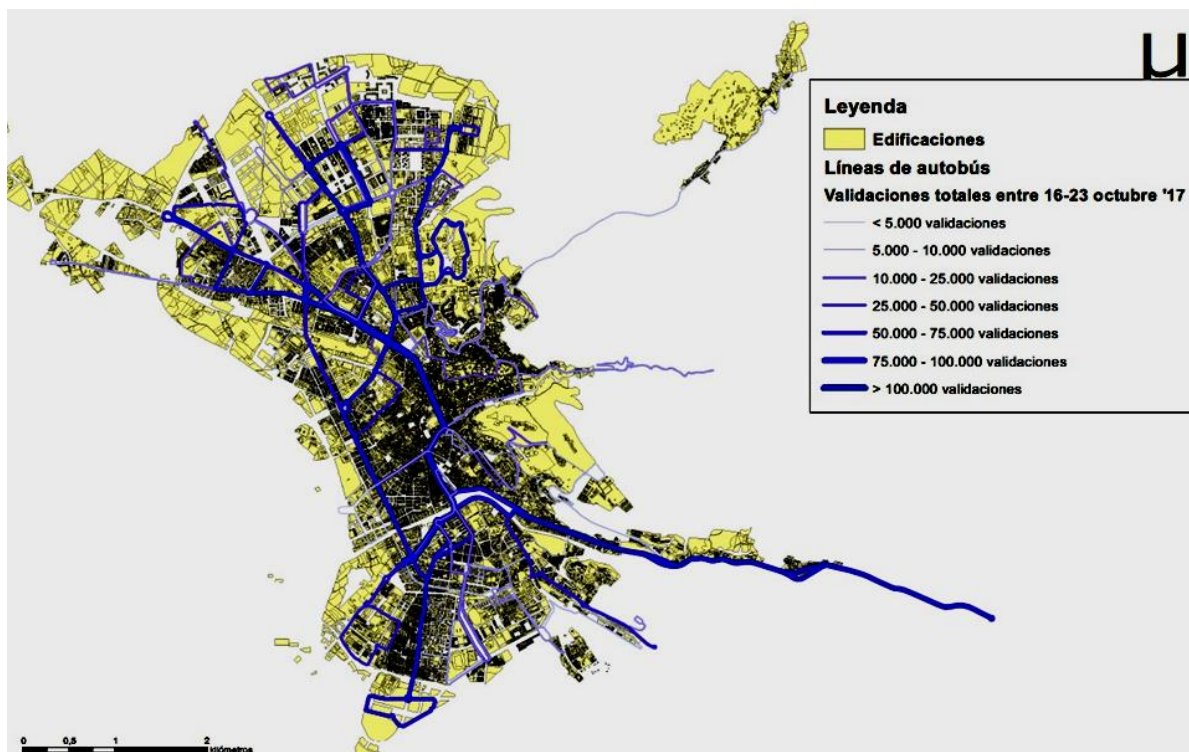 µ
Leyenda
Edificaciones
Líneas de autobús
Validaciones totales entre 16-23 octubre '17
< 5.000 validaciones
5.000 - 10.000 validaciones
10.000 - 25.000 validaciones
25.000 - 50.000 validaciones
50.000 - 75.000 validaciones
75.000 - 100.000 validaciones
> 100.000 validaciones
0 0,5 1 2
kilómetros